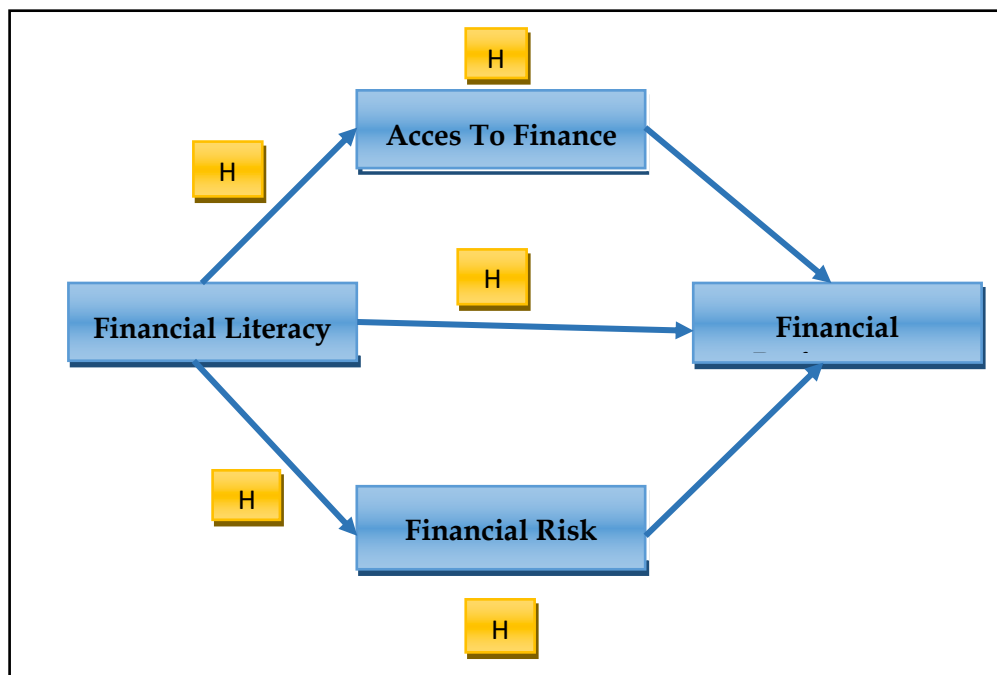 H
Acces To Finance
H
H
Financial Literacy
Financial
H
Financial Risk
H